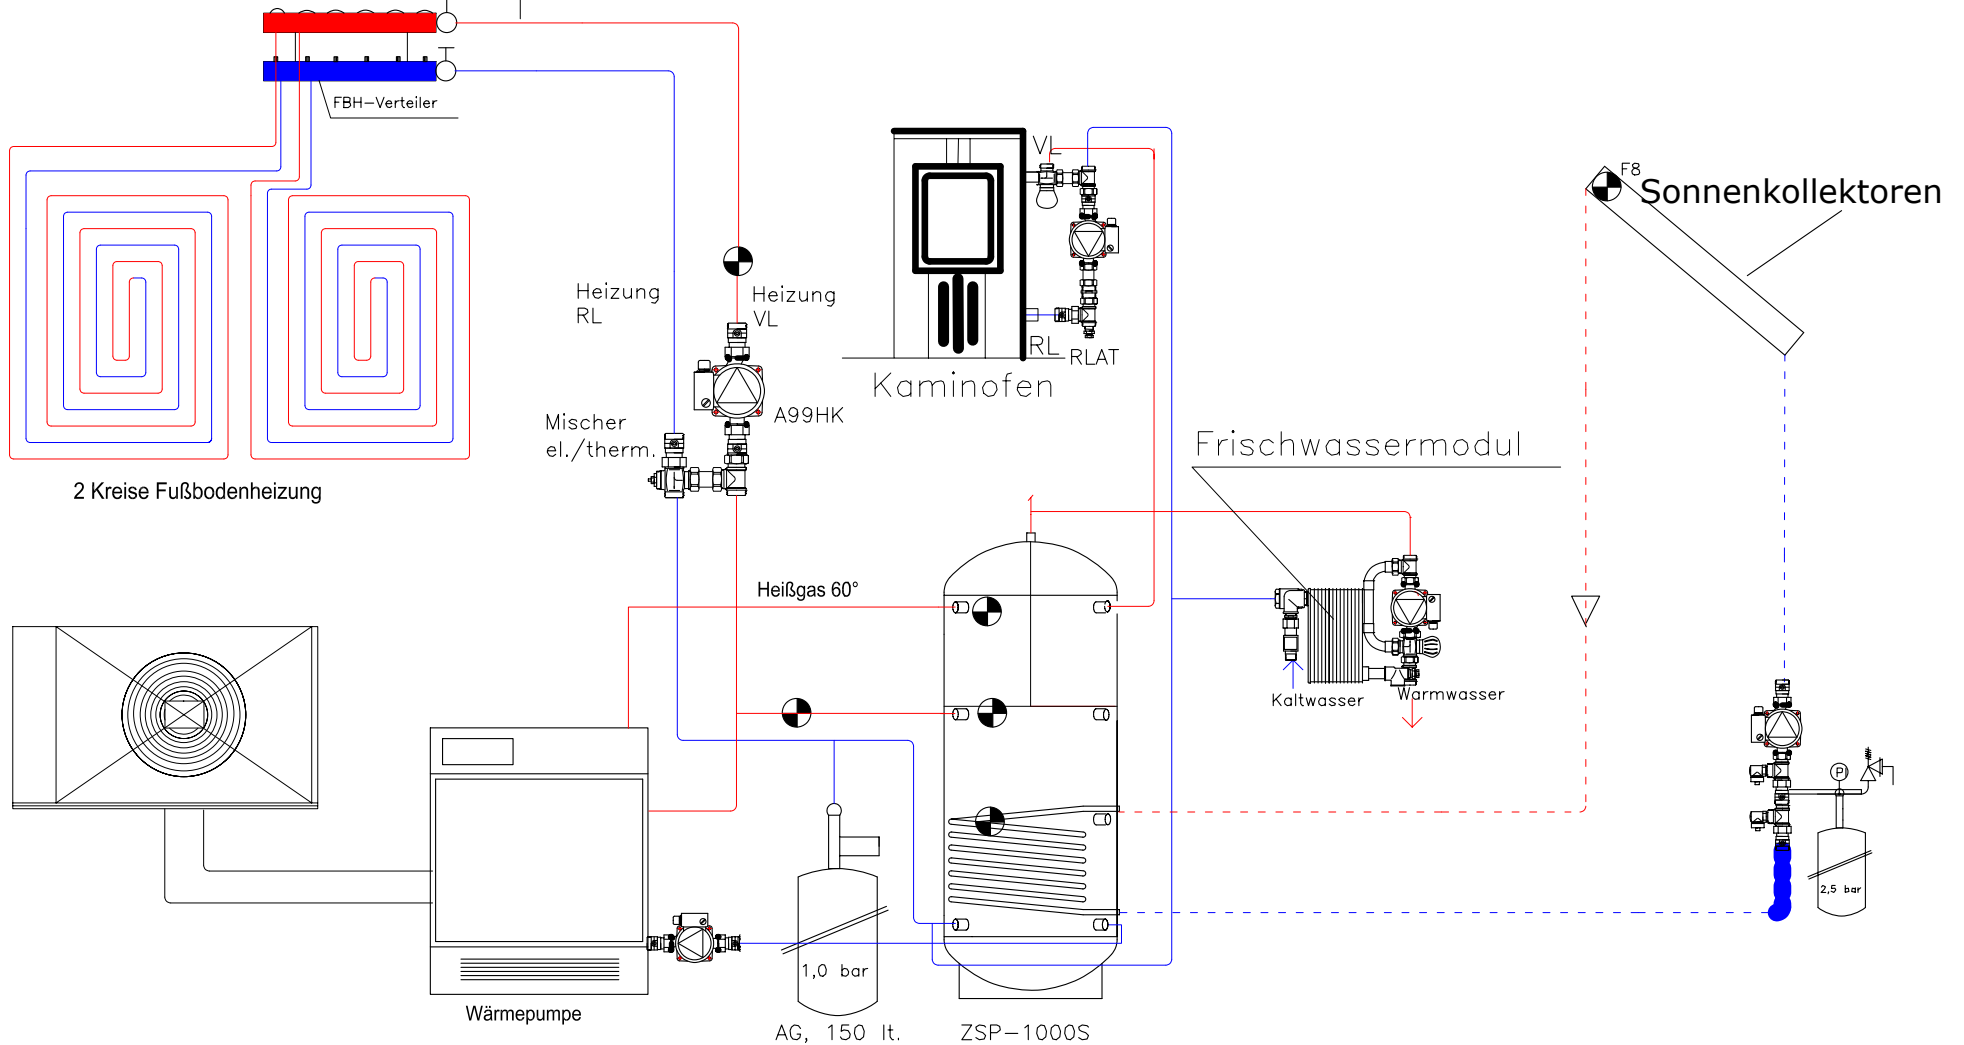 FBH-Verteiler
VL
F8
Sonnenkollektoren
Heizung
RL
Heizung
VL
RL
RLAT
Kaminofen
A99HK
Mischer
el./therm.
Frischwassermodul
2 Kreise Fußbodenheizung
Heißgas 60°
Kaltwasser
Warmwasser
P
2,5 bar
1,0 bar
Wärmepumpe
AG, 150 lt.
ZSP-1000S